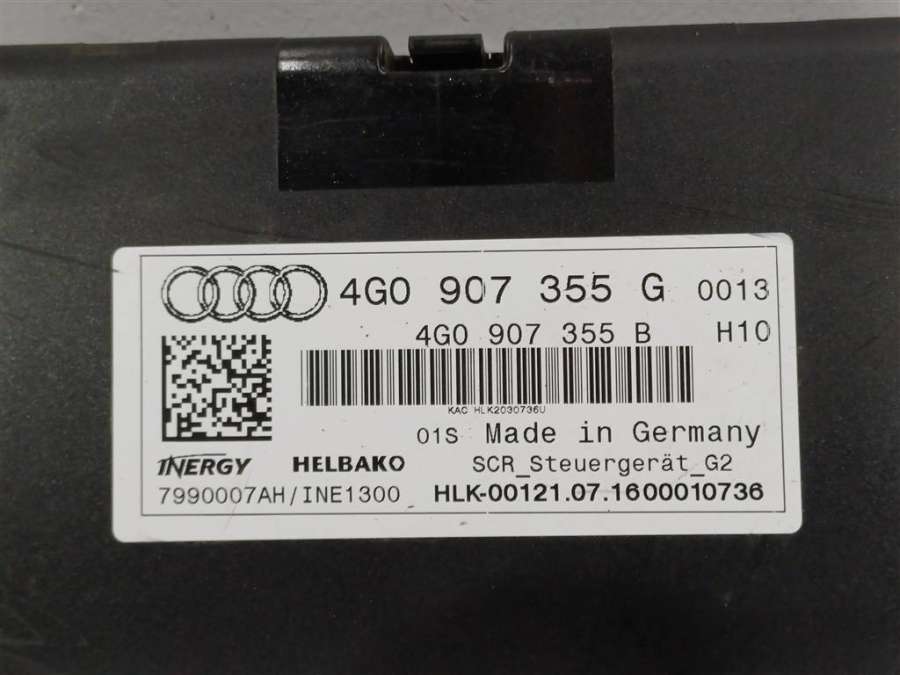 4G0 907 355 G 0013
4G0 907 355 B H10
KAC HLK2030736U
01S Made in Germany
INERGY HELBAKO SCR_Steuergerät_G2
7990007AH/INE1300 HLK-00121.07.1600010736